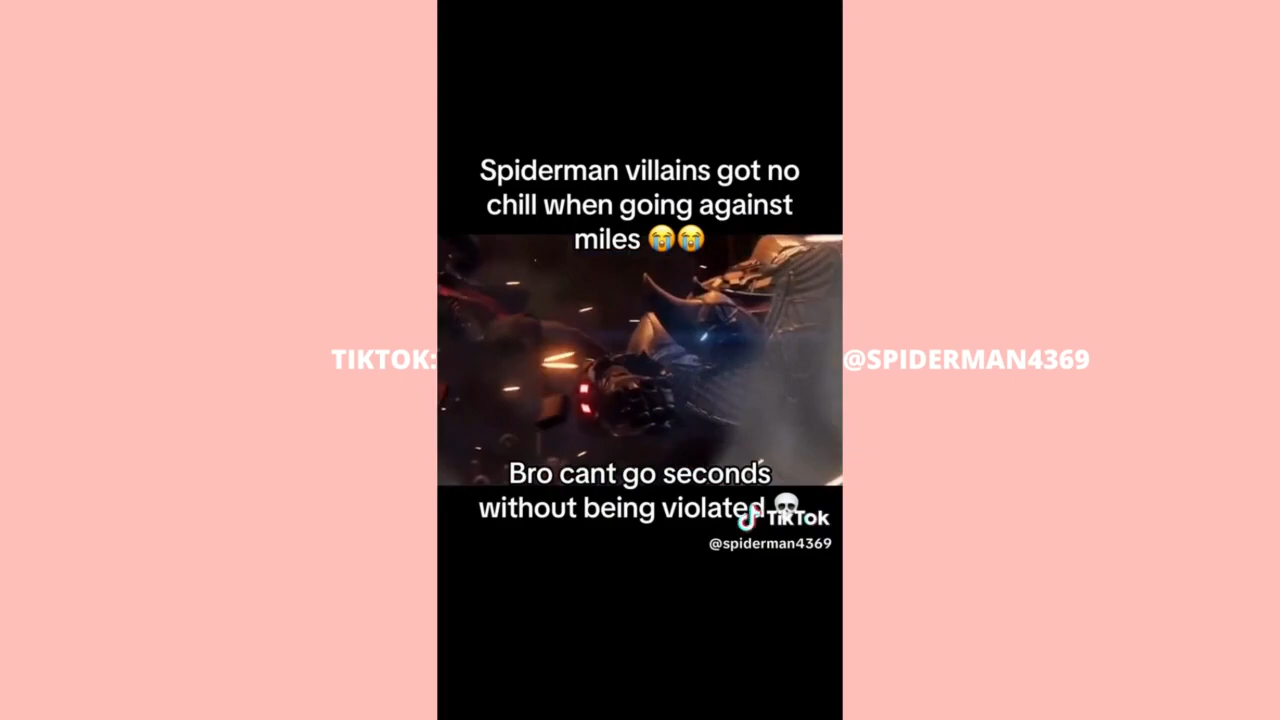 Spiderman villains got no
chill when going against
miles 😭😭
TIKTOK:
@SPIDERMAN4369
Bro cant go seconds
without being violated 💀
TikTok
@spiderman4369